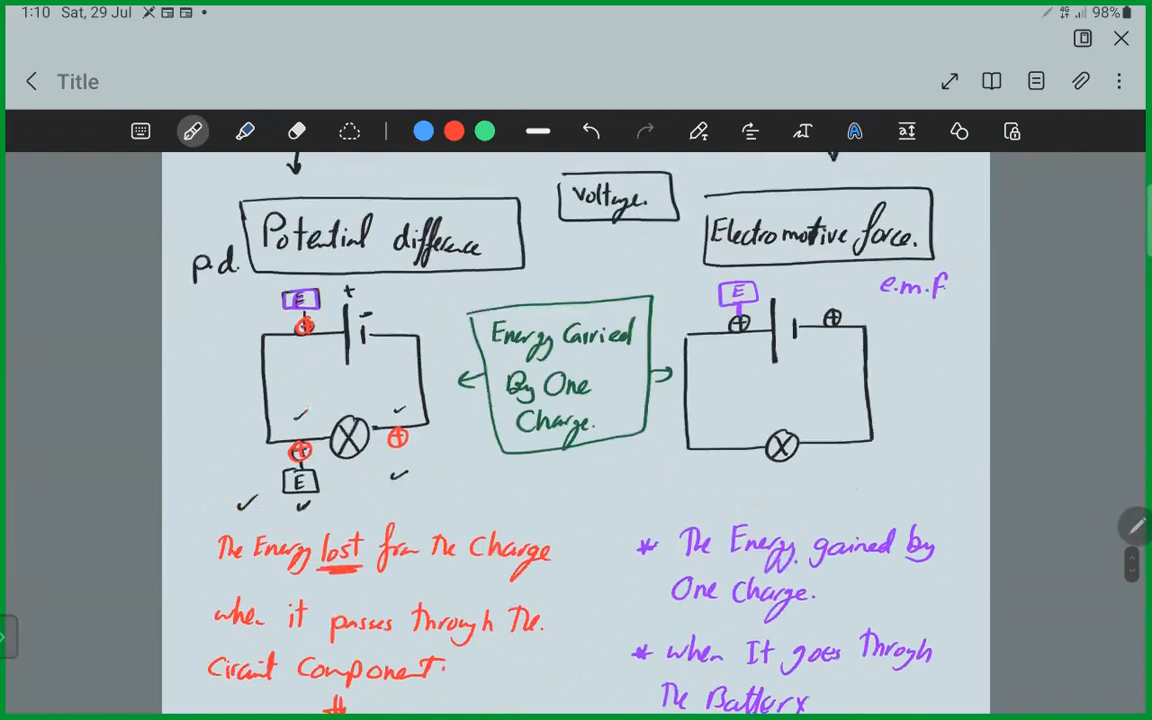 1:10 Sat, 29 Jul
98%
Title
Voltage.
Potential difference
p.d.
Electromotive force.
e.m.f
E
+
-
E
+
+
Energy Carried
By One
Charge.
+
+
+
E
The Energy lost from The Charge
when it passes through The.
Circuit Component.
* The Energy gained by
One Charge.
* when It goes Throgh
The Battery